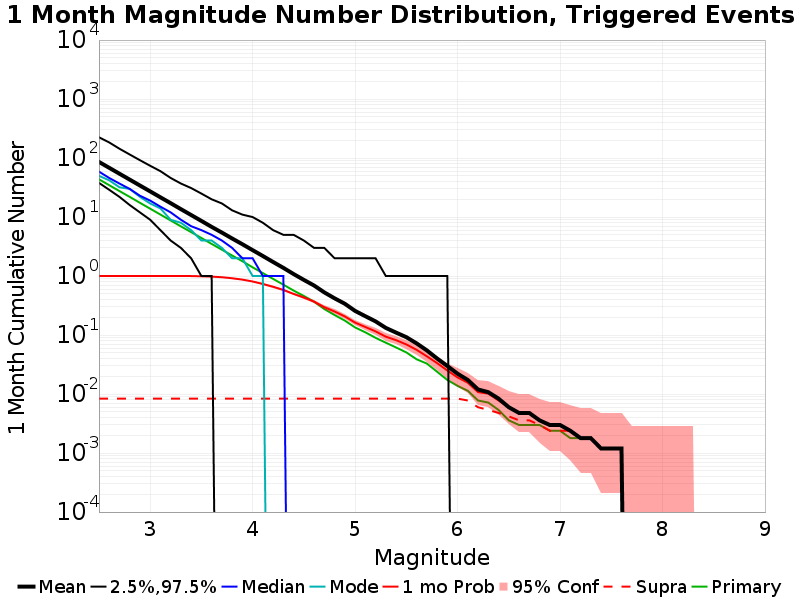 1 Month Magnitude Number Distribution, Triggered Events
1 Month Cumulative Number
10^4
10^3
10^2
10^1
10^0
10^-1
10^-2
10^-3
10^-4
3 4 5 6 7 8 9
Magnitude
Mean 2.5%,97.5% Median Mode 1 mo Prob 95% Conf Supra Primary